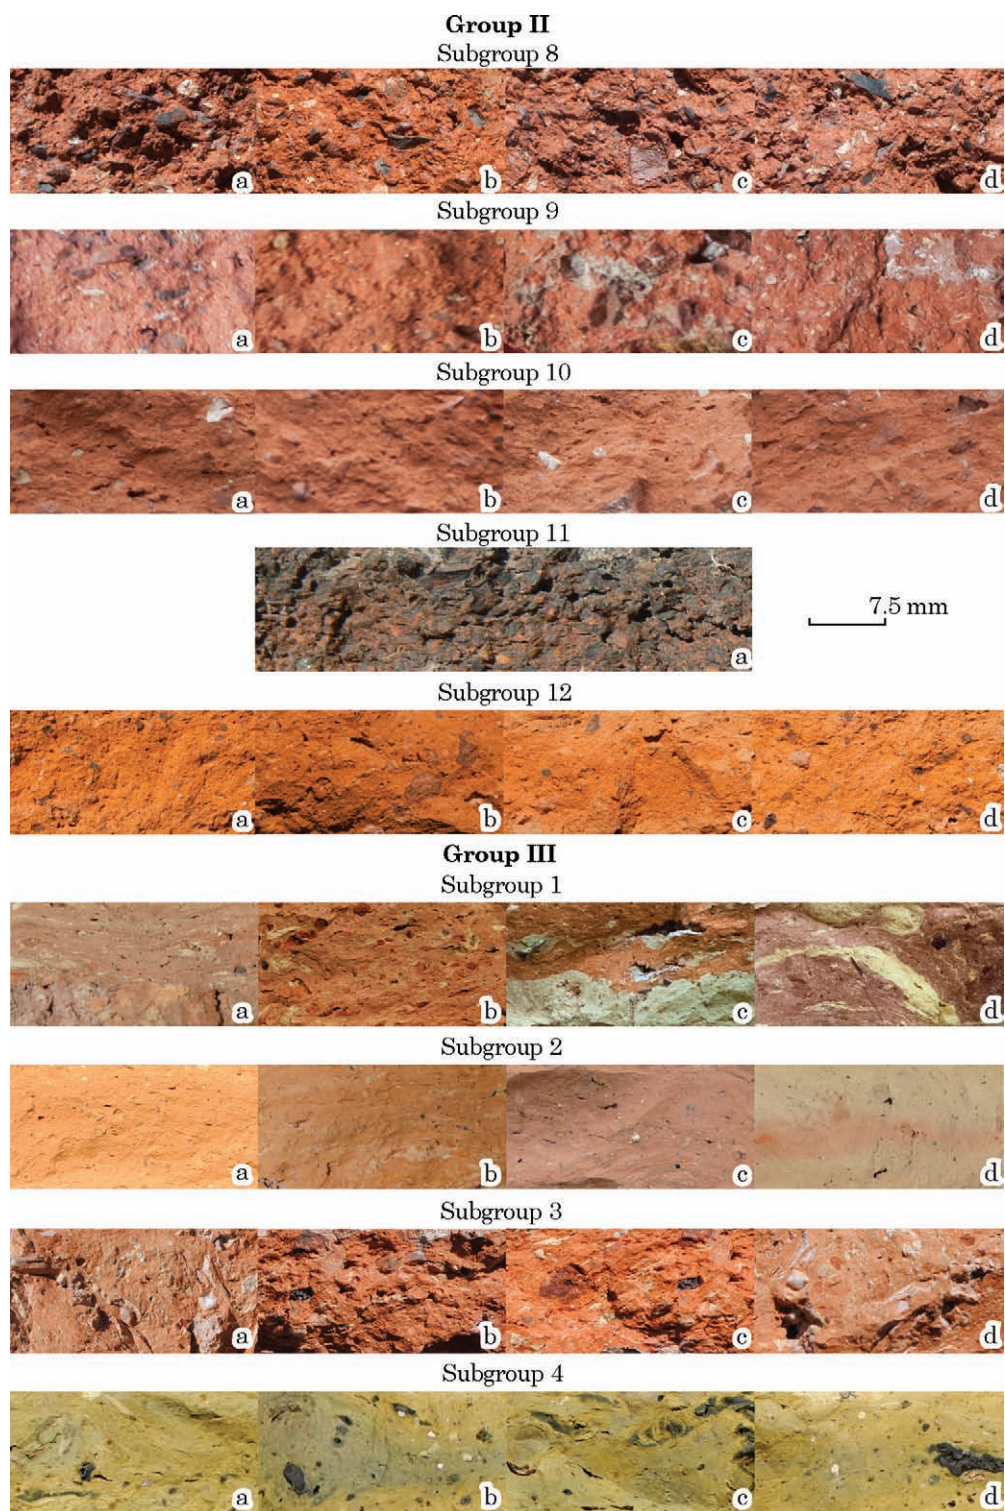 Group II
Subgroup 8
a b c d
Subgroup 9
a b c d
Subgroup 10
a b c d
Subgroup 11
a
7.5 mm
Subgroup 12
a b c d
Group III
Subgroup 1
a b c d
Subgroup 2
a b c d
Subgroup 3
a b c d
Subgroup 4
a b c d